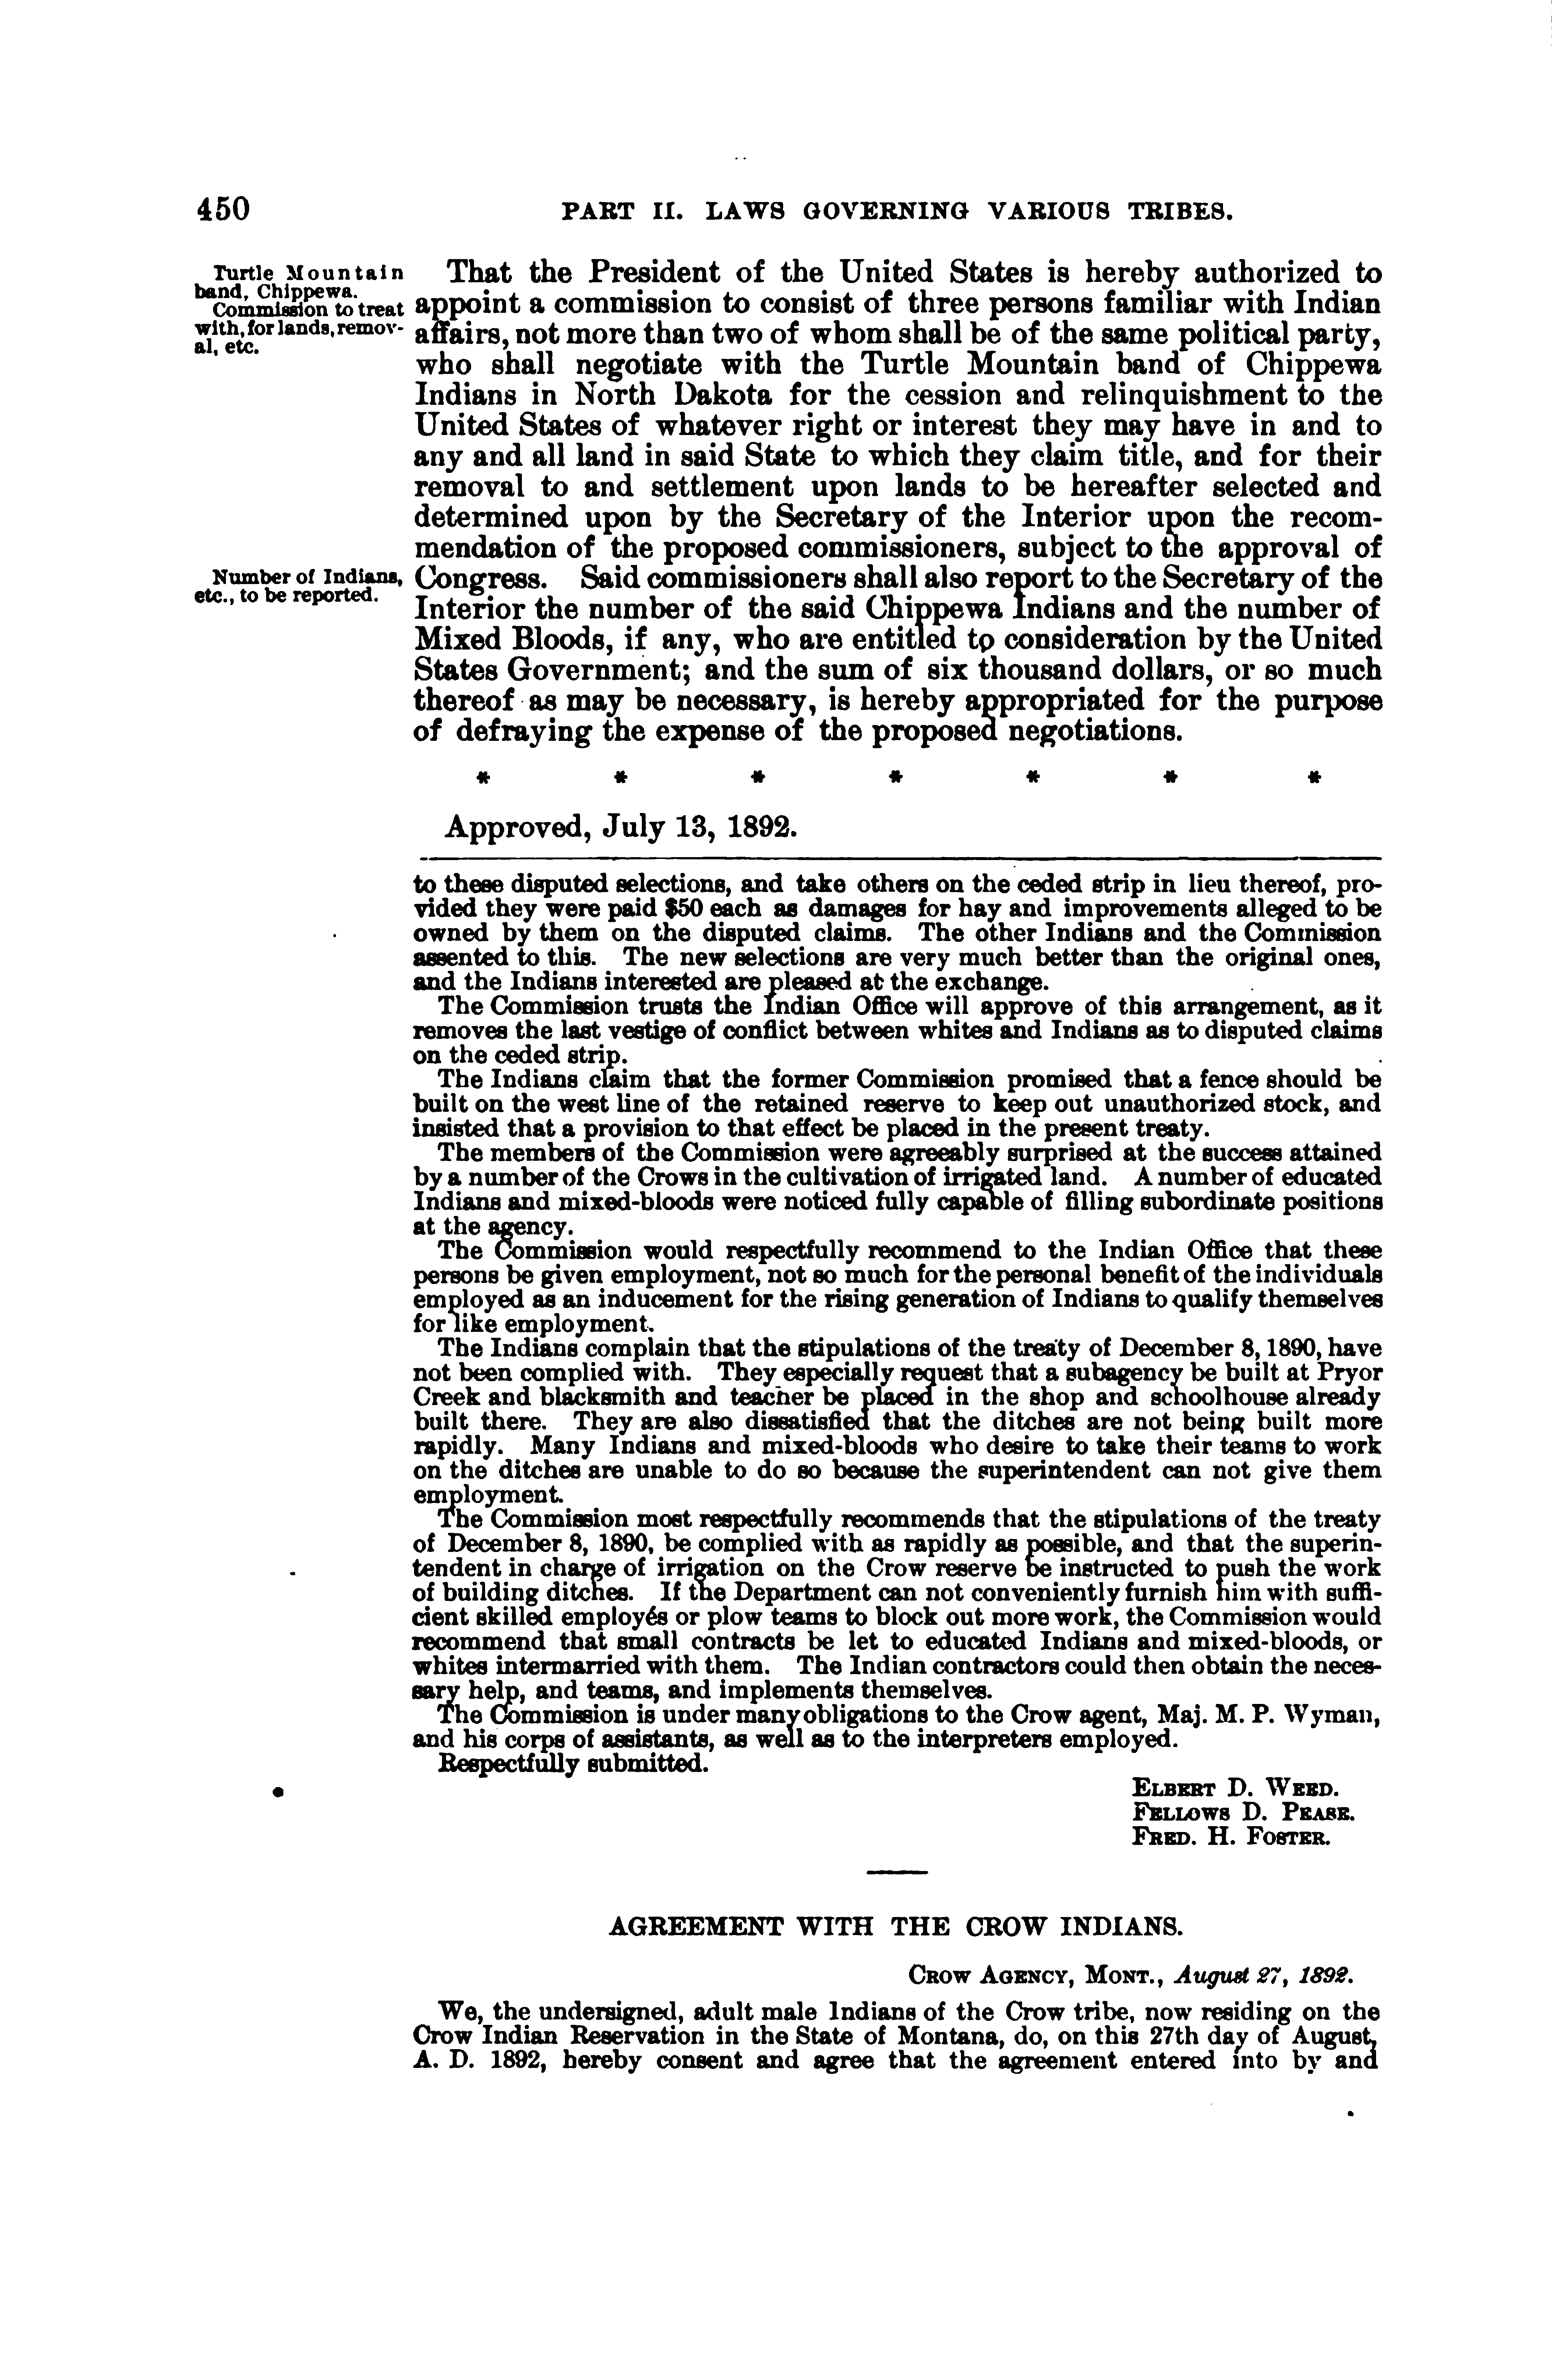 450
PART II. LAWS GOVERNING VARIOUS TRIBES.
Turtle Mountain
band, Chippewa.
Commission to treat
with, for lands, remov-
al, etc.
That the President of the United States is hereby authorized to
appoint a commission to consist of three persons familiar with Indian
affairs, not more than two of whom shall be of the same political party,
who shall negotiate with the Turtle Mountain band of Chippewa
Indians in North Dakota for the cession and relinquishment to the
United States of whatever right or interest they may have in and to
any and all land in said State to which they claim title, and for their
removal to and settlement upon lands to be hereafter selected and
determined upon by the Secretary of the Interior upon the recom-
mendation of the proposed commissioners, subject to the approval of
Number of Indians,
etc., to be reported.
Congress. Said commissioners shall also report to the Secretary of the
Interior the number of the said Chippewa Indians and the number of
Mixed Bloods, if any, who are entitled to consideration by the United
States Government; and the sum of six thousand dollars, or so much
thereof as may be necessary, is hereby appropriated for the purpose
of defraying the expense of the proposed negotiations.
* * * * * * *
Approved, July 13, 1892.
to these disputed selections, and take others on the ceded strip in lieu thereof, pro-
vided they were paid $50 each as damages for hay and improvements alleged to be
owned by them on the disputed claims. The other Indians and the Commission
assented to this. The new selections are very much better than the original ones,
and the Indians interested are pleased at the exchange.
The Commission trusts the Indian Office will approve of this arrangement, as it
removes the last vestige of conflict between whites and Indians as to disputed claims
on the ceded strip.
The Indians claim that the former Commission promised that a fence should be
built on the west line of the retained reserve to keep out unauthorized stock, and
insisted that a provision to that effect be placed in the present treaty.
The members of the Commission were agreeably surprised at the success attained
by a number of the Crows in the cultivation of irrigated land. A number of educated
Indians and mixed-bloods were noticed fully capable of filling subordinate positions
at the agency.
The Commission would respectfully recommend to the Indian Office that these
persons be given employment, not so much for the personal benefit of the individuals
employed as an inducement for the rising generation of Indians to qualify themselves
for like employment.
The Indians complain that the stipulations of the treaty of December 8, 1890, have
not been complied with. They especially request that a subagency be built at Pryor
Creek and blacksmith and teacher be placed in the shop and schoolhouse already
built there. They are also dissatisfied that the ditches are not being built more
rapidly. Many Indians and mixed-bloods who desire to take their teams to work
on the ditches are unable to do so because the superintendent can not give them
employment.
The Commission most respectfully recommends that the stipulations of the treaty
of December 8, 1890, be complied with as rapidly as possible, and that the superin-
tendent in charge of irrigation on the Crow reserve be instructed to push the work
of building ditches. If the Department can not conveniently furnish him with suffi-
cient skilled employés or plow teams to block out more work, the Commission would
recommend that small contracts be let to educated Indians and mixed-bloods, or
whites intermarried with them. The Indian contractors could then obtain the neces-
sary help, and teams, and implements themselves.
The Commission is under many obligations to the Crow agent, Maj. M. P. Wyman,
and his corps of assistants, as well as to the interpreters employed.
Respectfully submitted.
ELBERT D. WEED.
FELLOWS D. PEASE.
FRED. H. FOSTER.
AGREEMENT WITH THE CROW INDIANS.
CROW AGENCY, MONT., August 27, 1892.
We, the undersigned, adult male Indians of the Crow tribe, now residing on the
Crow Indian Reservation in the State of Montana, do, on this 27th day of August,
A. D. 1892, hereby consent and agree that the agreement entered into by and